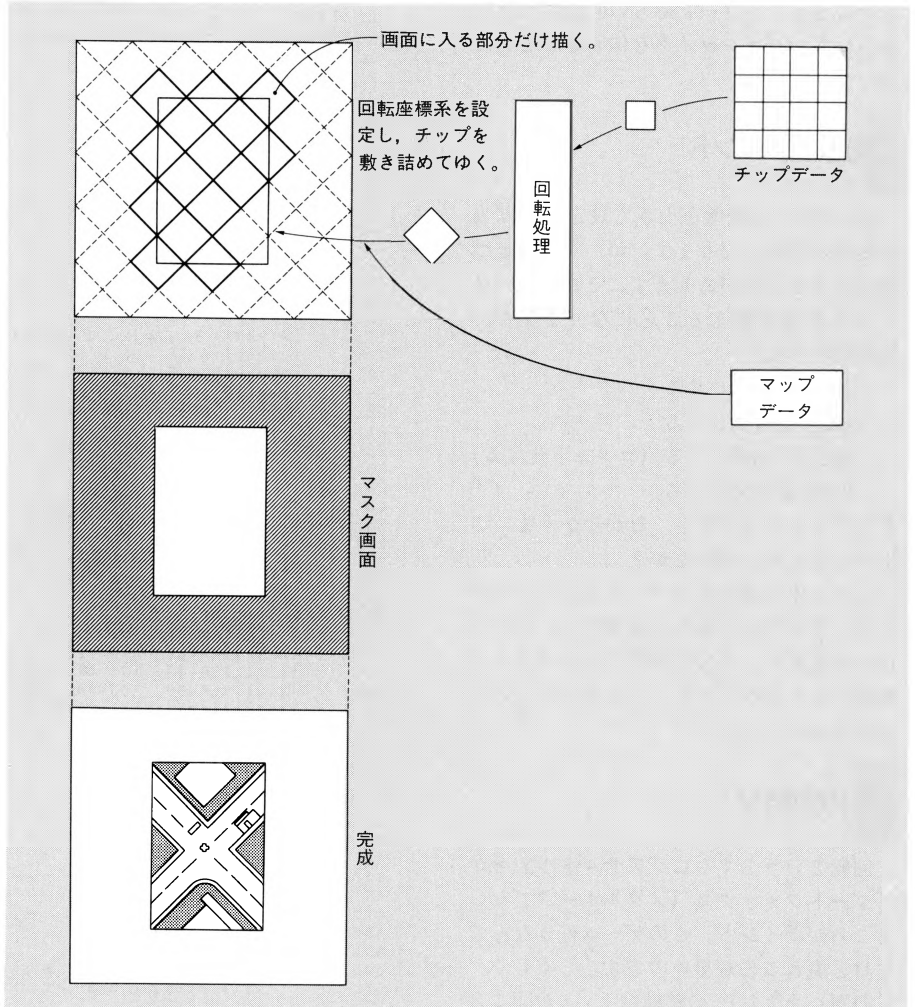 画面に入る部分だけ描く。
回転座標系を設
定し，チップを
敷き詰めてゆく。
回転処理
チップデータ
マップ
データ
マスク画面
完成